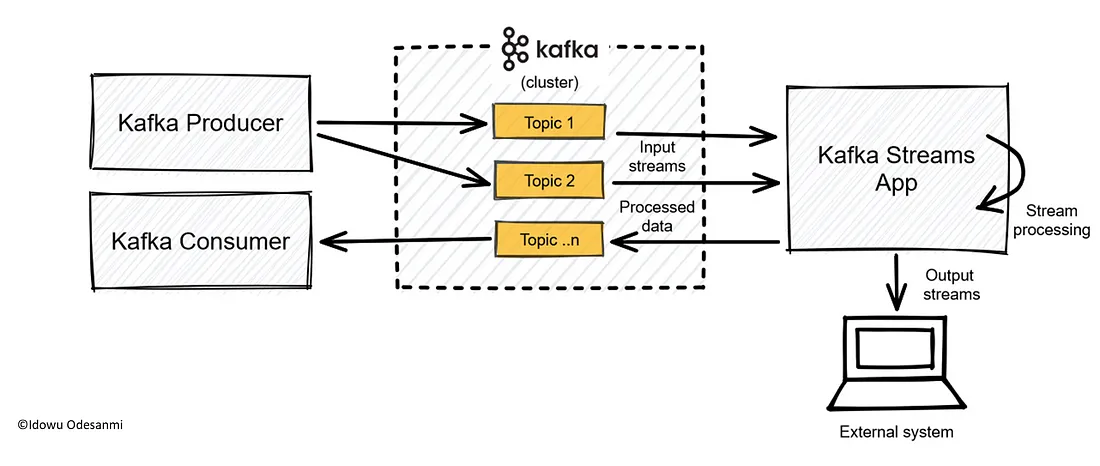 kafka
(cluster)
Kafka Producer
Topic 1
Input
streams
Kafka Streams
App
Topic 2
Processed
data
Stream
processing
Kafka Consumer
Topic ..n
Output
streams
©Idowu Odesanmi
External system